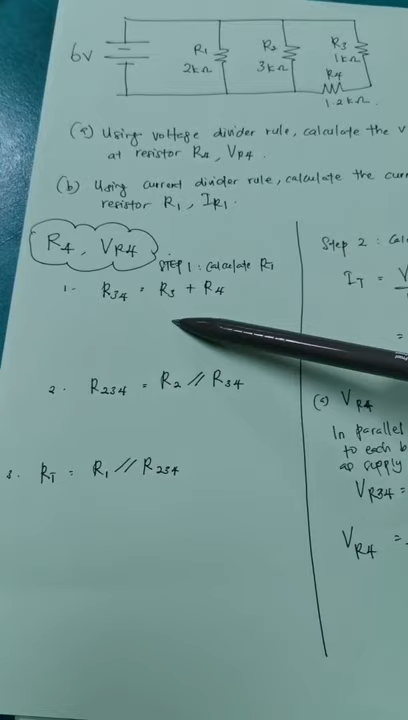 6v
R1
2kΩ
R2
3kΩ
R3
1kΩ
R4
1.2kΩ
(a) Using voltage divider rule, calculate the v
at resistor R4, VR4.
(b) Using current divider rule, calculate the curr
resistor R1, IR1.
R4, VR4
STEP 1: Calculate RT
1. R34 = R3 + R4
2. R234 = R2 // R34
3. RT = R1 // R234
Step 2: Cal
IT = V
=
(a) VR4
In parallel
to each b
as supply
VR34 =
VR4 =